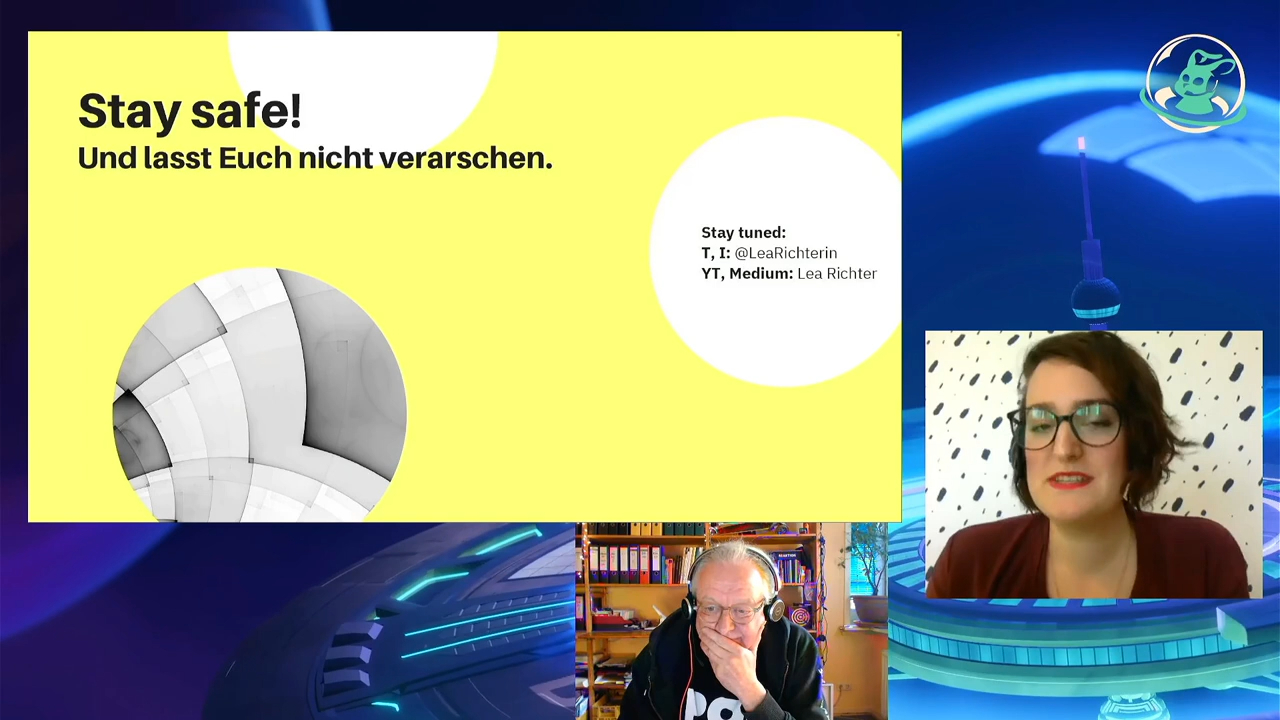 Stay safe!
Und lasst Euch nicht verarschen.
Stay tuned:
T, I: @LeaRichterin
YT, Medium: Lea Richter